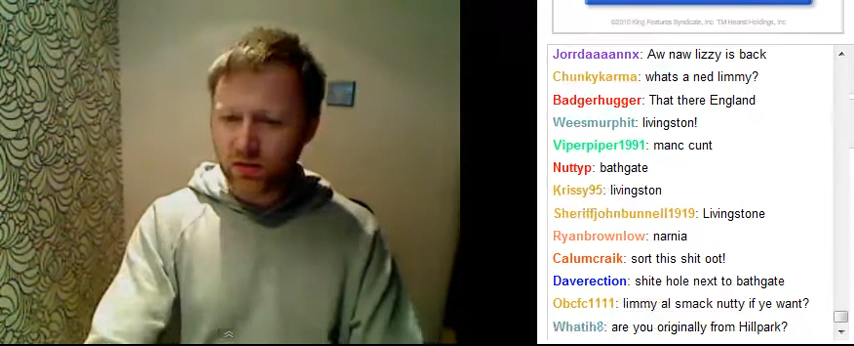 ©2010 King Features Syndicate, Inc TM Hearst Holdings, Inc
Jorrdaaaannx: Aw naw lizzy is back
Chunkykarma: whats a ned limmy?
Badgerhugger: That there England
Weesmurphit: livingston!
Viperpiper1991: manc cunt
Nuttyp: bathgate
Krissy95: livingston
Sheriffjohnbunnell1919: Livingstone
Ryanbrownlow: narnia
Calumcraik: sort this shit oot!
Daverection: shite hole next to bathgate
Obcfc1111: limmy al smack nutty if ye want?
Whatih8: are you originally from Hillpark?